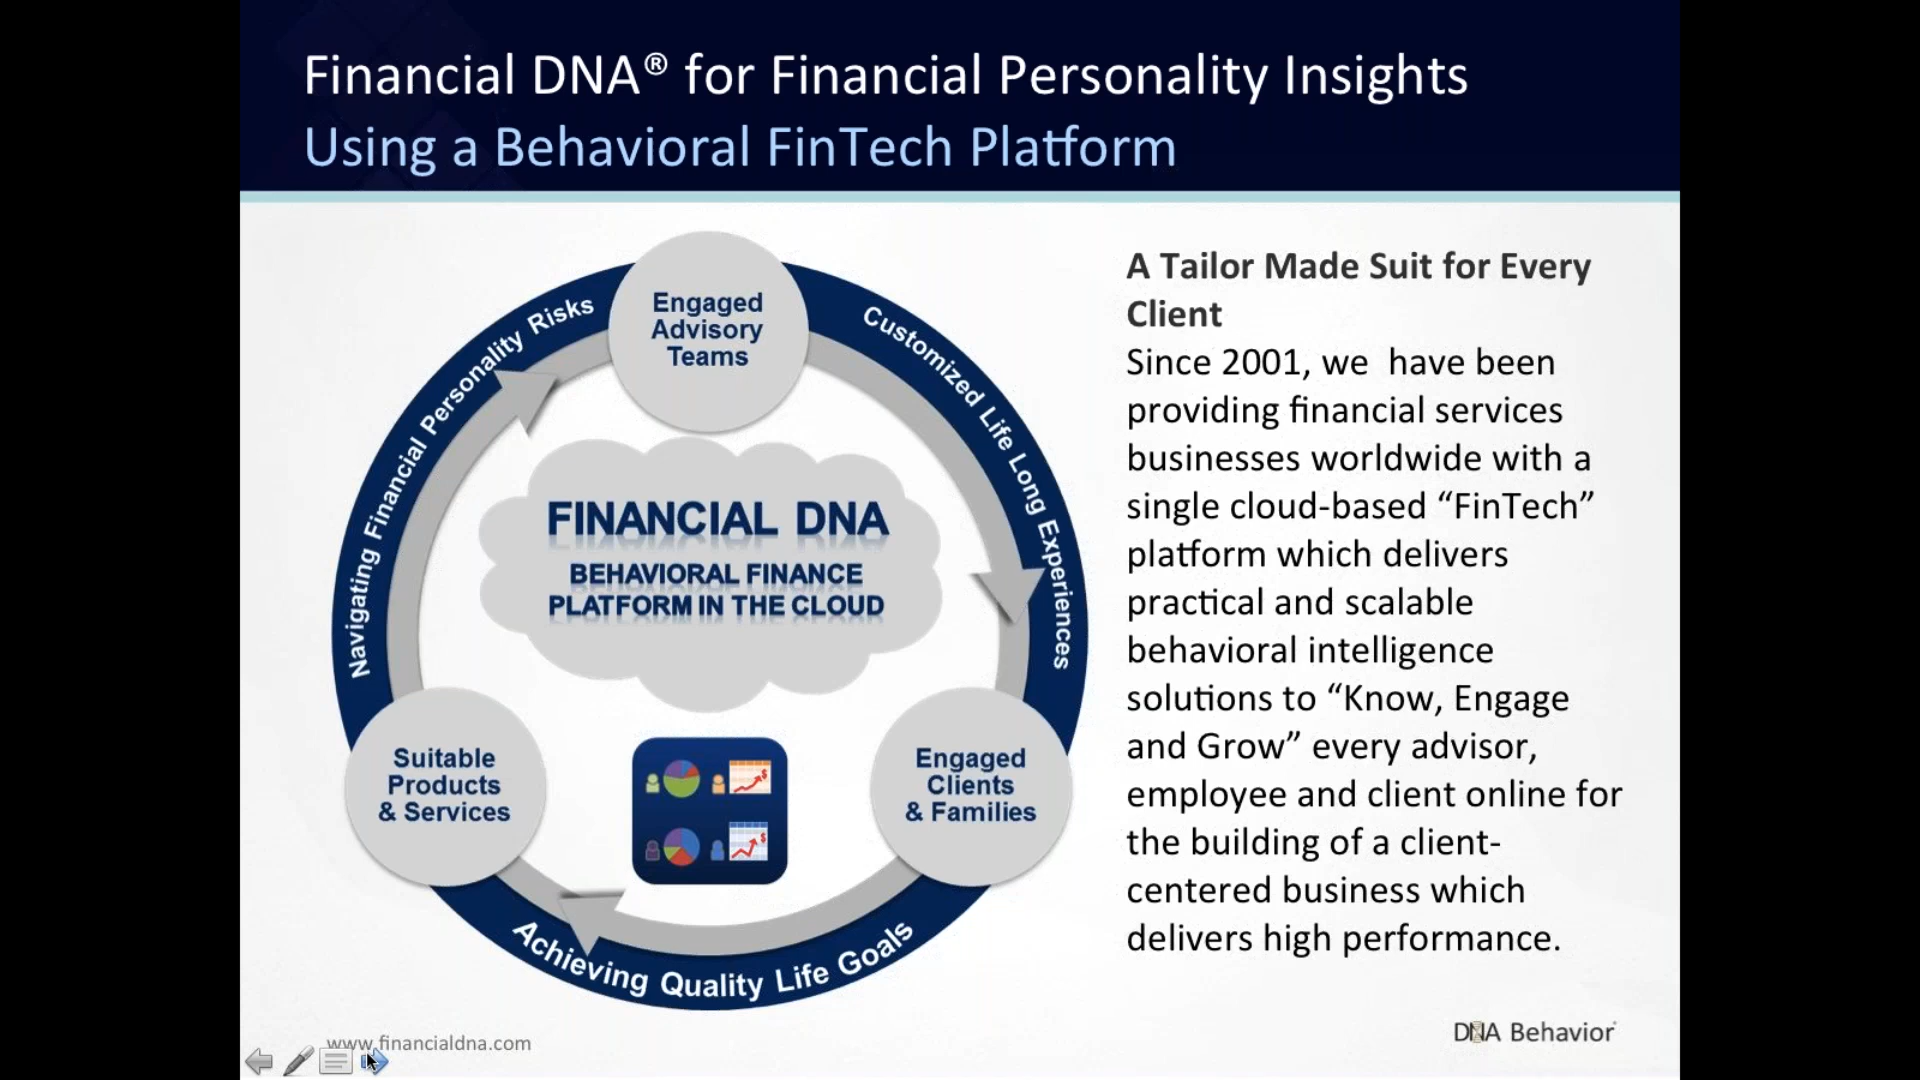 Financial DNA® for Financial Personality Insights
Using a Behavioral FinTech Platform
Engaged
Advisory
Teams
Navigating Financial Personality Risks
Customized Life Long Experiences
FINANCIAL DNA
BEHAVIORAL FINANCE
PLATFORM IN THE CLOUD
Suitable
Products
& Services
Engaged
Clients
& Families
Achieving Quality Life Goals
A Tailor Made Suit for Every
Client
Since 2001, we  have been
providing financial services
businesses worldwide with a
single cloud-based “FinTech”
platform which delivers
practical and scalable
behavioral intelligence
solutions to “Know, Engage
and Grow” every advisor,
employee and client online for
the building of a client-
centered business which
delivers high performance.
www.financialdna.com
DNA Behavior